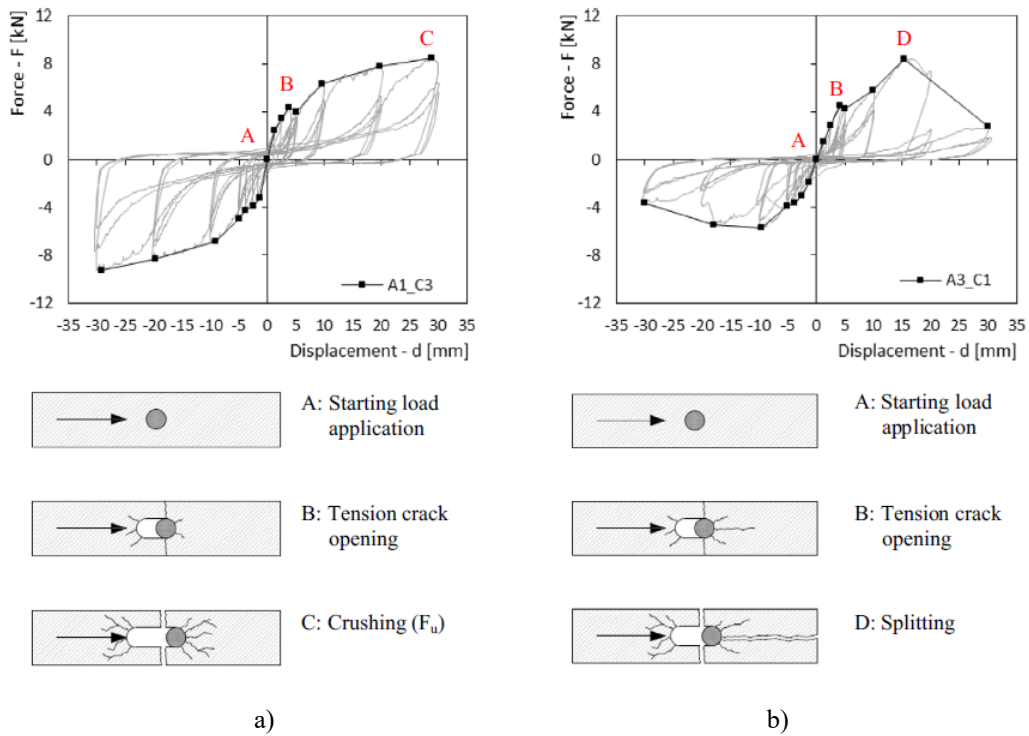 12
8
4
0
-4
-8
-12
Force - F [kN]
A
B
C
A1_C3
-35 -30 -25 -20 -15 -10 -5 0 5 10 15 20 25 30 35
Displacement - d [mm]
A: Starting load
application
B: Tension crack
opening
C: Crushing (Fu)
a)
12
8
4
0
-4
-8
-12
Force - F [kN]
A
B
D
A3_C1
-35 -30 -25 -20 -15 -10 -5 0 5 10 15 20 25 30 35
Displacement - d [mm]
A: Starting load
application
B: Tension crack
opening
D: Splitting
b)